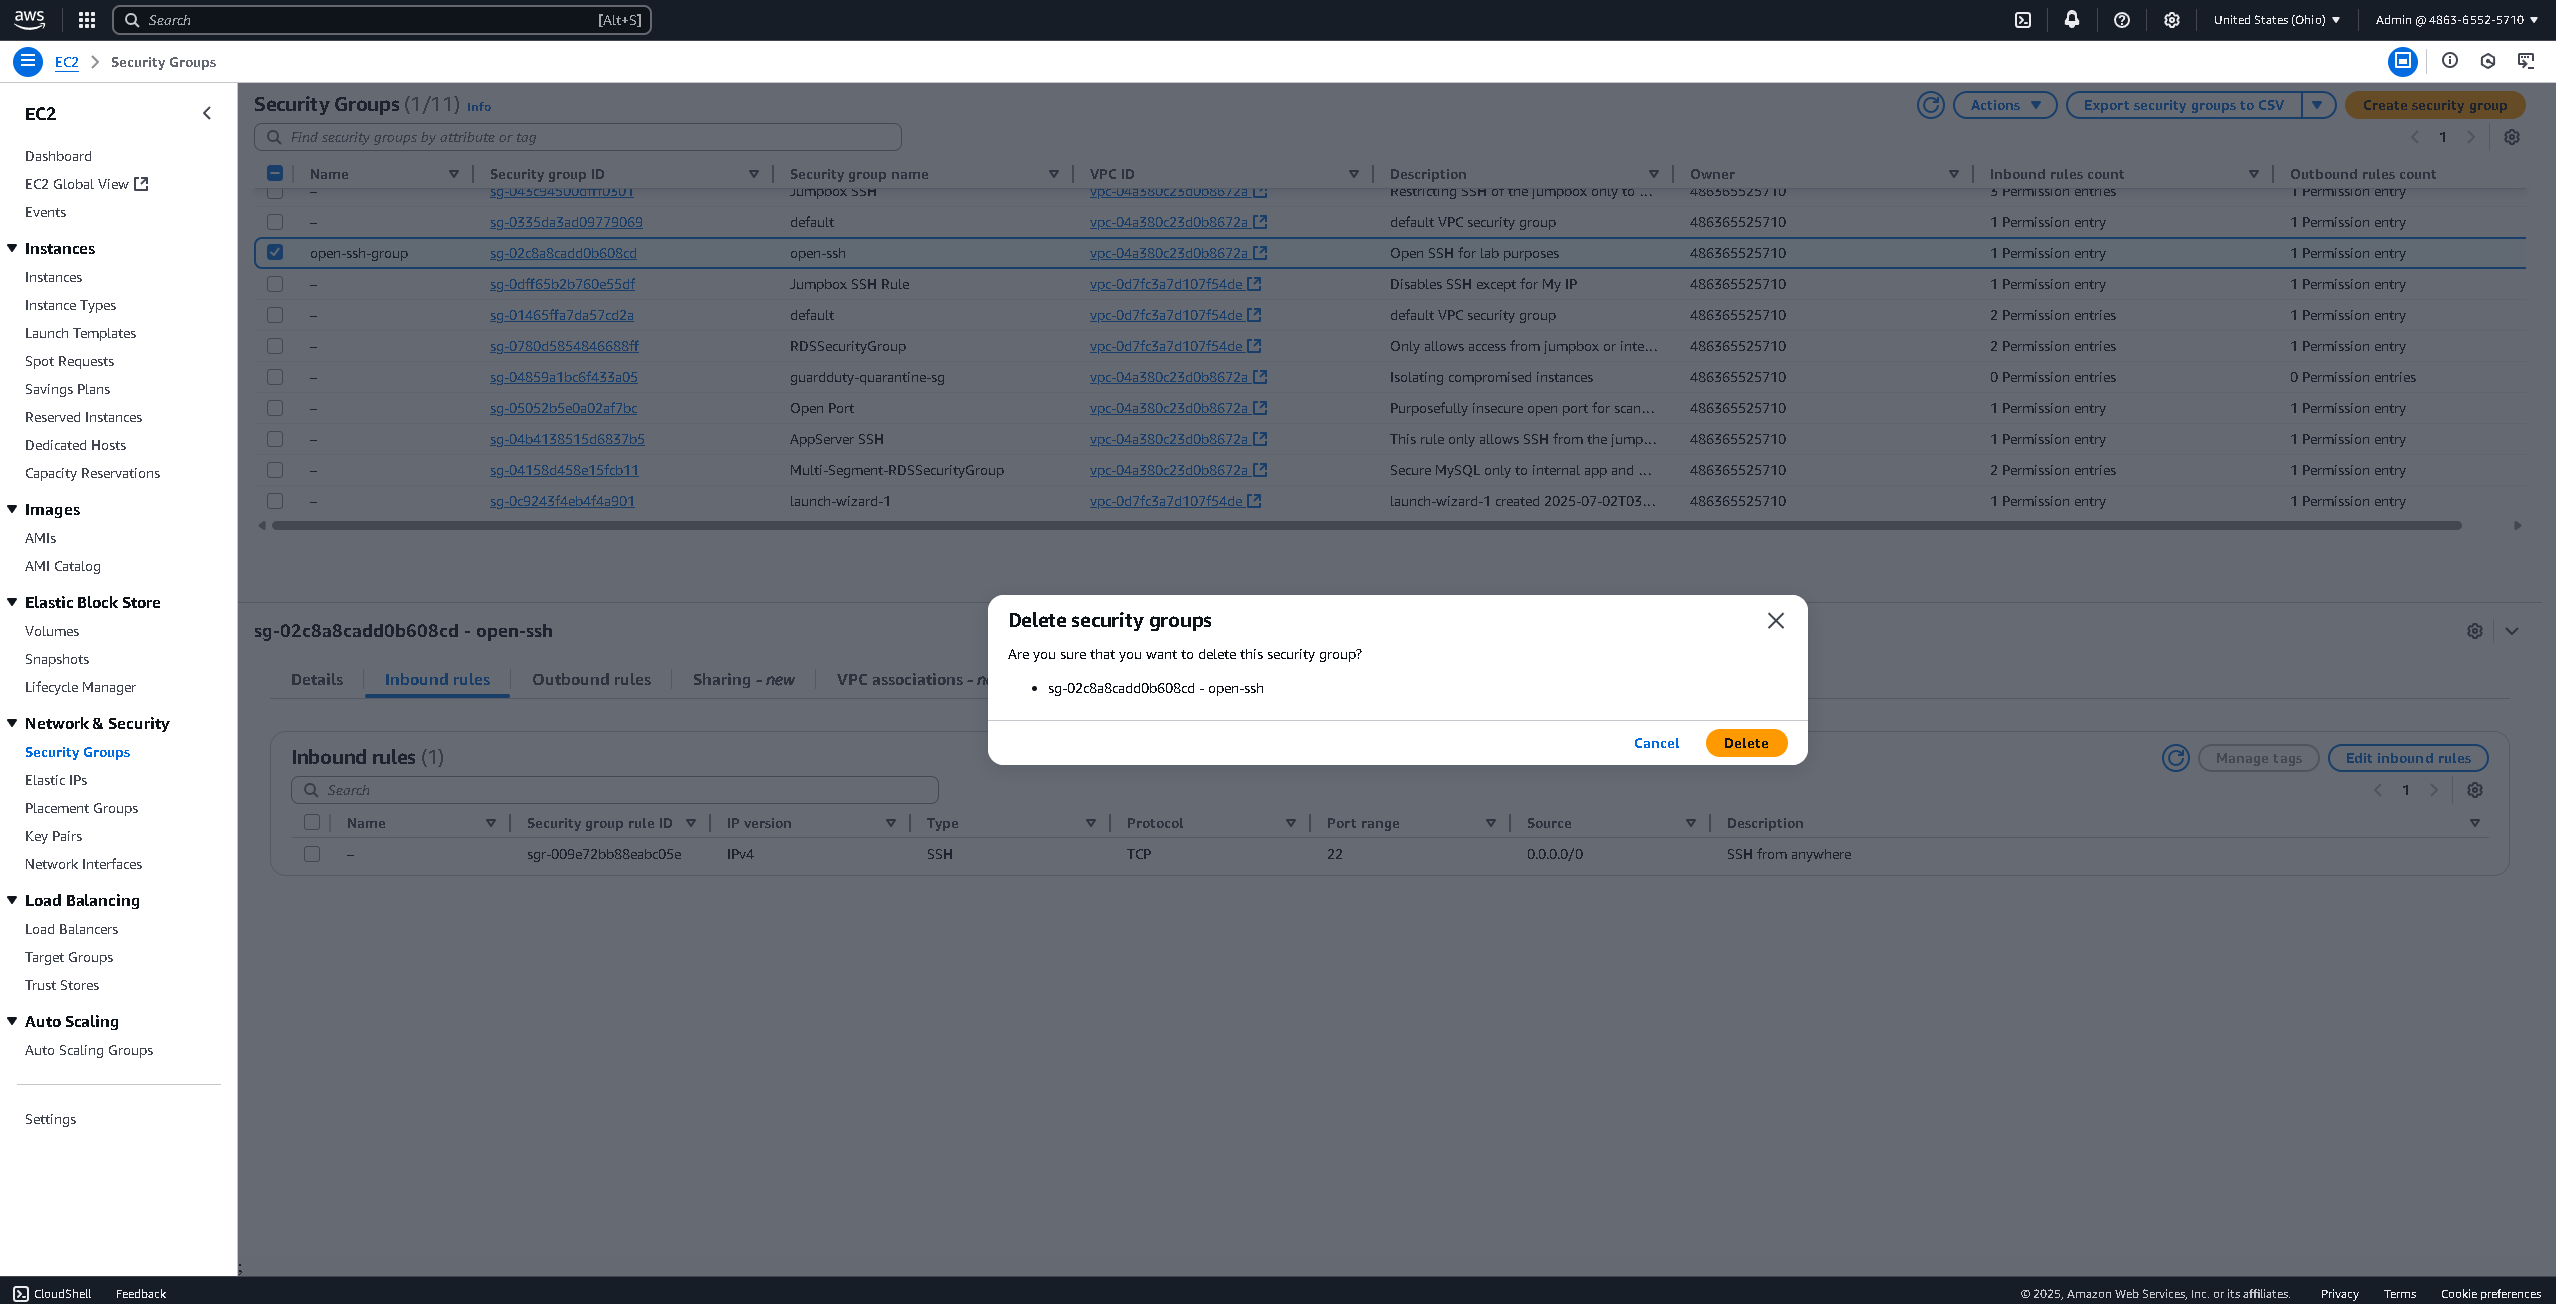 aws Search [Alt+S] United States (Ohio) Admin @ 4863-6552-5710
EC2 Security Groups
EC2
Dashboard
EC2 Global View
Events
Instances
Instances
Instance Types
Launch Templates
Spot Requests
Savings Plans
Reserved Instances
Dedicated Hosts
Capacity Reservations
Images
AMIs
AMI Catalog
Elastic Block Store
Volumes
Snapshots
Lifecycle Manager
Network & Security
Security Groups
Elastic IPs
Placement Groups
Key Pairs
Network Interfaces
Load Balancing
Load Balancers
Target Groups
Trust Stores
Auto Scaling
Auto Scaling Groups
Settings
Security Groups (1/11) Info Actions Export security groups to CSV Create security group
Find security groups by attribute or tag 1
Name Security group ID Security group name VPC ID Description Owner Inbound rules count Outbound rules count
– sg-043c94500dfff0301 Jumpbox SSH vpc-04a380c23d0b8672a Restricting SSH of the jumpbox only to ... 486365525710 3 Permission entries 1 Permission entry
– sg-0335da3ad09779069 default vpc-04a380c23d0b8672a default VPC security group 486365525710 1 Permission entry 1 Permission entry
open-ssh-group sg-02c8a8cadd0b608cd open-ssh vpc-04a380c23d0b8672a Open SSH for lab purposes 486365525710 1 Permission entry 1 Permission entry
– sg-0dff65b2b760e55df Jumpbox SSH Rule vpc-0d7fc3a7d107f54de Disables SSH except for My IP 486365525710 1 Permission entry 1 Permission entry
– sg-01465ffa7da57cd2a default vpc-0d7fc3a7d107f54de default VPC security group 486365525710 2 Permission entries 1 Permission entry
– sg-0780d5854846688ff RDSSecurityGroup vpc-0d7fc3a7d107f54de Only allows access from jumpbox or inte... 486365525710 2 Permission entries 1 Permission entry
– sg-04859a1bc6f433a05 guardduty-quarantine-sg vpc-04a380c23d0b8672a Isolating compromised instances 486365525710 0 Permission entries 0 Permission entries
– sg-05052b5e0a02af7bc Open Port vpc-04a380c23d0b8672a Purposefully insecure open port for scan... 486365525710 1 Permission entry 1 Permission entry
– sg-04b4138515d6837b5 AppServer SSH vpc-04a380c23d0b8672a This rule only allows SSH from the jump... 486365525710 1 Permission entry 1 Permission entry
– sg-04158d458e15fcb11 Multi-Segment-RDSSecurityGroup vpc-04a380c23d0b8672a Secure MySQL only to internal app and ... 486365525710 2 Permission entries 1 Permission entry
– sg-0c9243f4eb4f4a901 launch-wizard-1 vpc-0d7fc3a7d107f54de launch-wizard-1 created 2025-07-02T03... 486365525710 1 Permission entry 1 Permission entry
sg-02c8a8cadd0b608cd - open-ssh
Details Inbound rules Outbound rules Sharing - new VPC associations - ne
Delete security groups
Are you sure that you want to delete this security group?
• sg-02c8a8cadd0b608cd - open-ssh
Cancel Delete
Inbound rules (1) Manage tags Edit inbound rules
Search 1
Name Security group rule ID IP version Type Protocol Port range Source Description
– sgr-009e72bb88eabc05e IPv4 SSH TCP 22 0.0.0.0/0 SSH from anywhere
;
CloudShell Feedback © 2025, Amazon Web Services, Inc. or its affiliates. Privacy Terms Cookie preferences